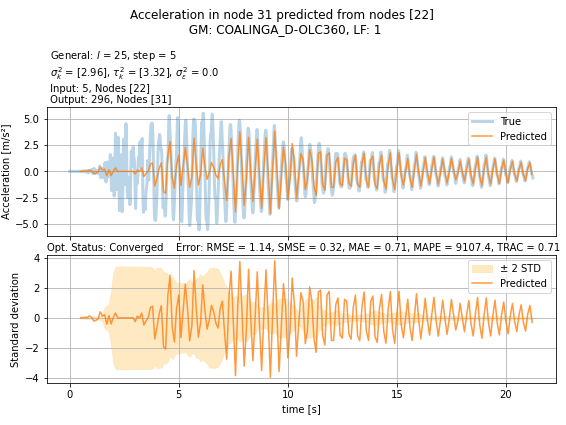 Acceleration in node 31 predicted from nodes [22]
GM: COALINGA_D-OLC360, LF: 1
General: l = 25, step = 5
σ²ₖ = [2.96], τ²ₖ = [3.32], σ²ε = 0.0
Input: 5, Nodes [22]
Output: 296, Nodes [31]
Acceleration [m/s²]
5.0
2.5
0.0
−2.5
−5.0
True
Predicted
Opt. Status: Converged Error: RMSE = 1.14, SMSE = 0.32, MAE = 0.71, MAPE = 9107.4, TRAC = 0.71
Standard deviation
4
2
0
−2
−4
± 2 STD
Predicted
0 5 10 15 20
time [s]